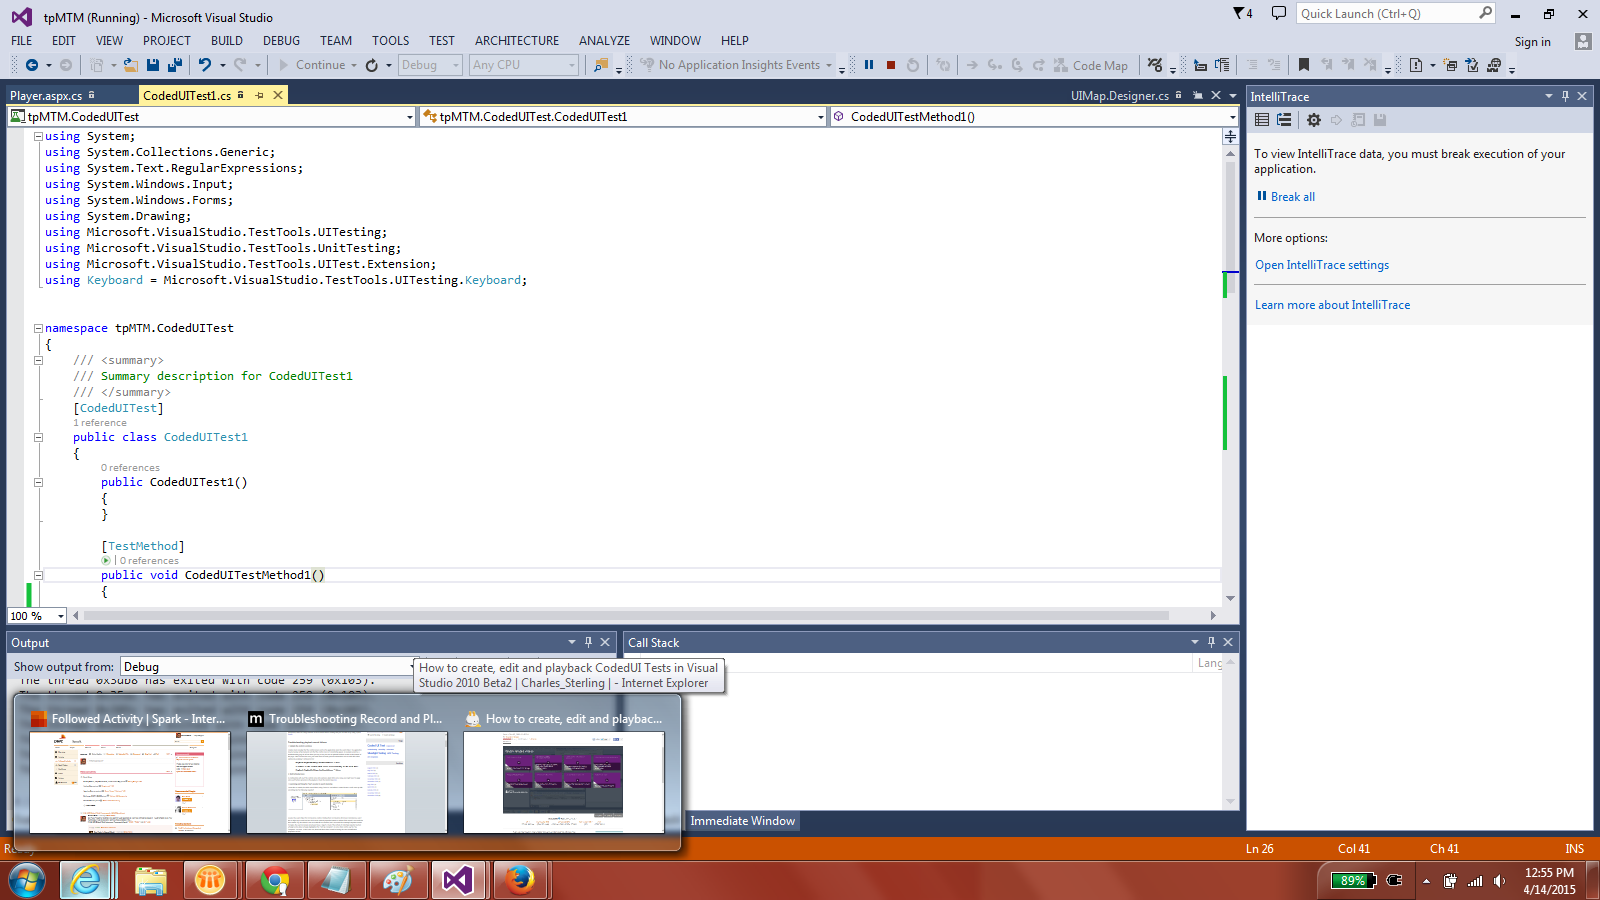 tpMTM (Running) - Microsoft Visual Studio
4
Quick Launch (Ctrl+Q)
FILE EDIT VIEW PROJECT BUILD DEBUG TEAM TOOLS TEST ARCHITECTURE ANALYZE WINDOW HELP
Sign in
Continue Debug Any CPU No Application Insights Events Code Map
Player.aspx.cs CodedUITest1.cs UIMap.Designer.cs
tpMTM.CodedUITest tpMTM.CodedUITest.CodedUITest1 CodedUITestMethod1()
using System;
using System.Collections.Generic;
using System.Text.RegularExpressions;
using System.Windows.Input;
using System.Windows.Forms;
using System.Drawing;
using Microsoft.VisualStudio.TestTools.UITesting;
using Microsoft.VisualStudio.TestTools.UnitTesting;
using Microsoft.VisualStudio.TestTools.UITest.Extension;
using Keyboard = Microsoft.VisualStudio.TestTools.UITesting.Keyboard;
namespace tpMTM.CodedUITest
{
/// <summary>
/// Summary description for CodedUITest1
/// </summary>
[CodedUITest]
1 reference
public class CodedUITest1
{
0 references
public CodedUITest1()
{
}
[TestMethod]
| 0 references
public void CodedUITestMethod1()
{
100 %
IntelliTrace
To view IntelliTrace data, you must break execution of your
application.
Break all
More options:
Open IntelliTrace settings
Learn more about IntelliTrace
Output
Show output from: Debug
The thread 0x3db8 has exited with code 259 (0x103).
Call Stack
Lang
How to create, edit and playback CodedUI Tests in Visual
Studio 2010 Beta2 | Charles_Sterling | - Internet Explorer
Followed Activity | Spark - Inter...
Troubleshooting Record and Pl...
How to create, edit and playbac...
Immediate Window
Ln 26 Col 41 Ch 41 INS
89%
12:55 PM
4/14/2015